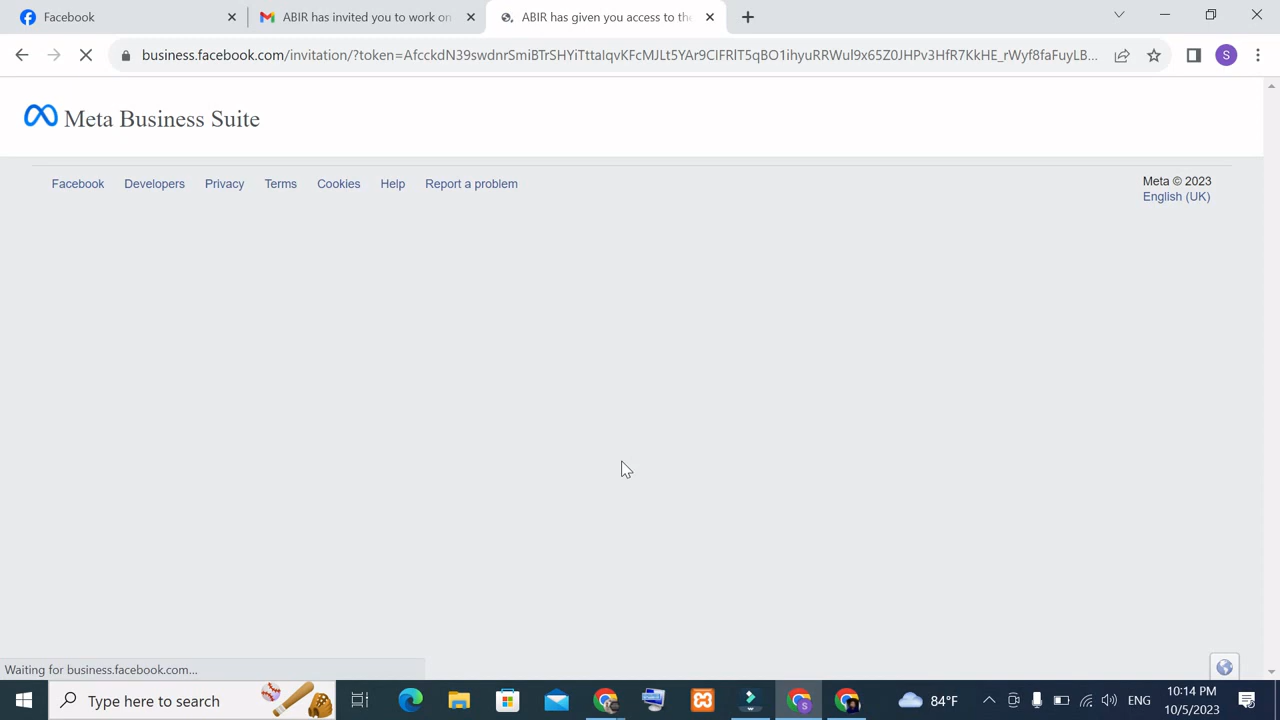 Facebook
ABIR has invited you to work on
ABIR has given you access to the
business.facebook.com/invitation/?token=AfcckdN39swdnrSmiBTrSHYiTttaIqvKFcMJLt5YAr9CIFRlT5qBO1ihyuRRWul9x65Z0JHPv3HfR7KkHE_rWyf8faFuyLB...
S
Meta Business Suite
Facebook Developers Privacy Terms Cookies Help Report a problem
Meta © 2023
English (UK)
Waiting for business.facebook.com...
Type here to search
84°F
ENG
10:14 PM
10/5/2023